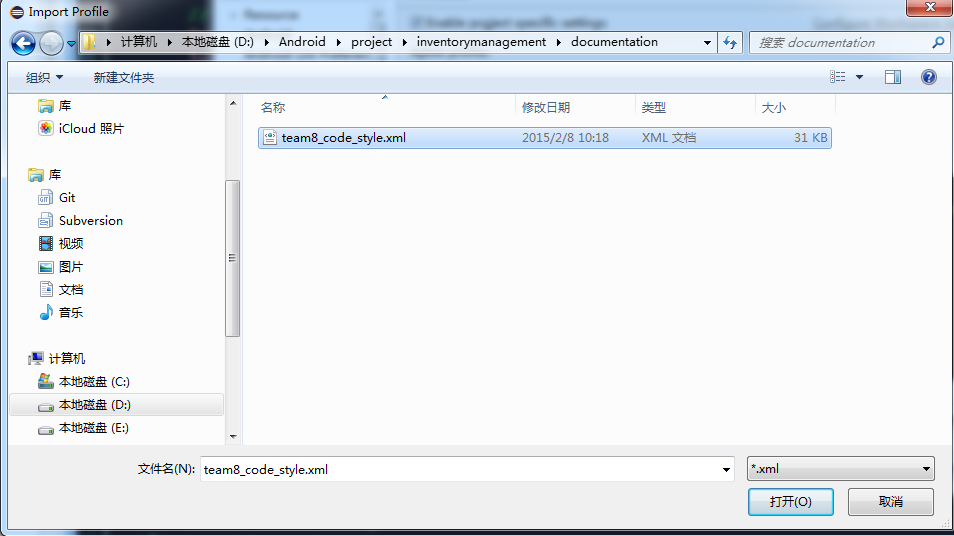 Import Profile
计算机 本地磁盘 (D:) Android project inventorymanagement documentation
搜索 documentation
组织 新建文件夹
库
iCloud 照片
库
Git
Subversion
视频
图片
文档
音乐
计算机
本地磁盘 (C:)
本地磁盘 (D:)
本地磁盘 (E:)
名称 修改日期 类型 大小
team8_code_style.xml 2015/2/8 10:18 XML 文档 31 KB
文件名(N): team8_code_style.xml *.xml
打开(O) 取消